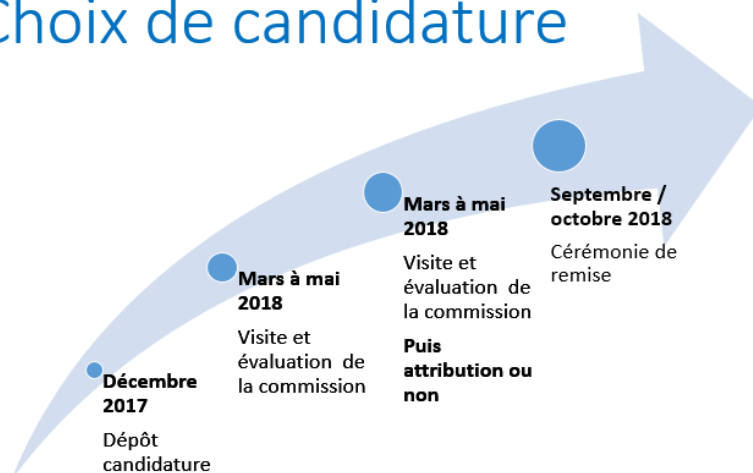 Choix de candidature
Décembre
2017
Dépôt
candidature
Mars à mai
2018
Visite et
évaluation de
la commission
Mars à mai
2018
Visite et
évaluation de
la commission
Puis
attribution ou
non
Septembre /
octobre 2018
Cérémonie de
remise